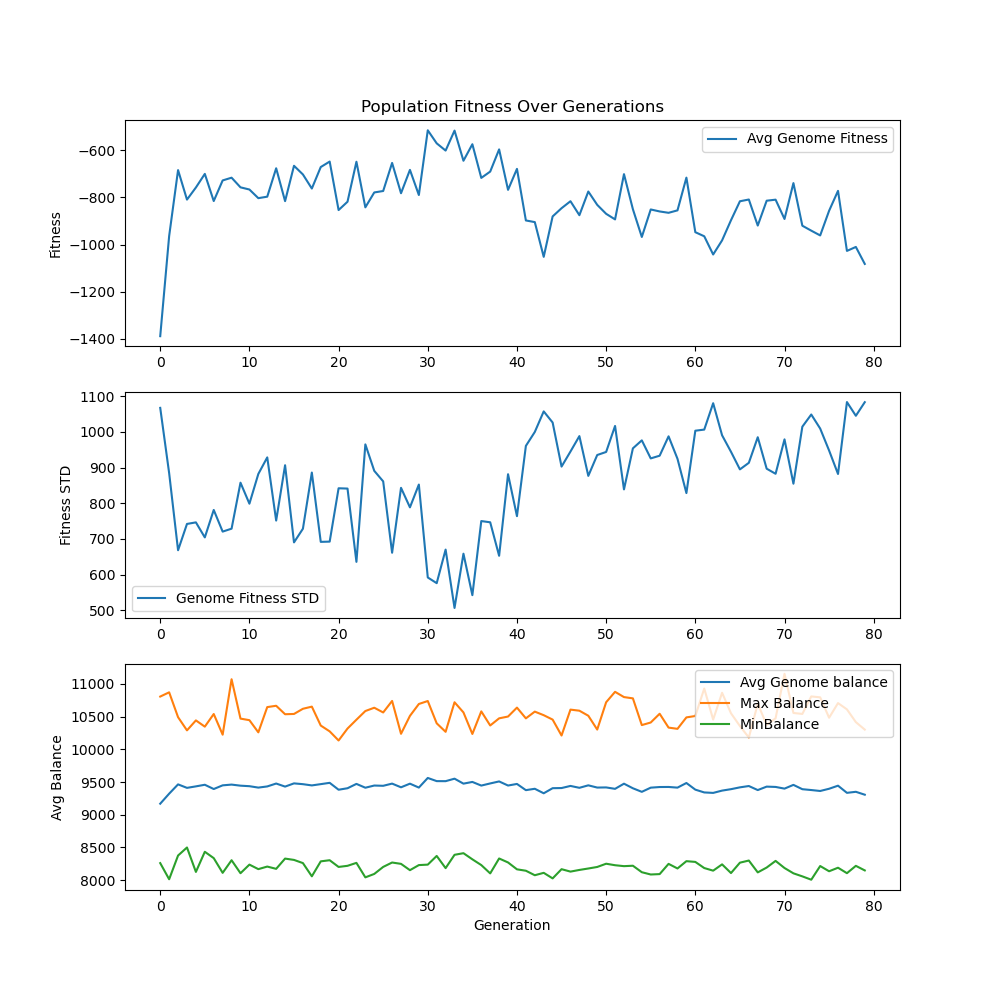 Population Fitness Over Generations
Avg Genome Fitness
Fitness
−600
−800
−1000
−1200
−1400
0 10 20 30 40 50 60 70 80
1100
1000
900
800
700
600
500
Fitness STD
Genome Fitness STD
0 10 20 30 40 50 60 70 80
11000
10500
10000
9500
9000
8500
8000
Avg Balance
Avg Genome balance
Max Balance
MinBalance
0 10 20 30 40 50 60 70 80
Generation